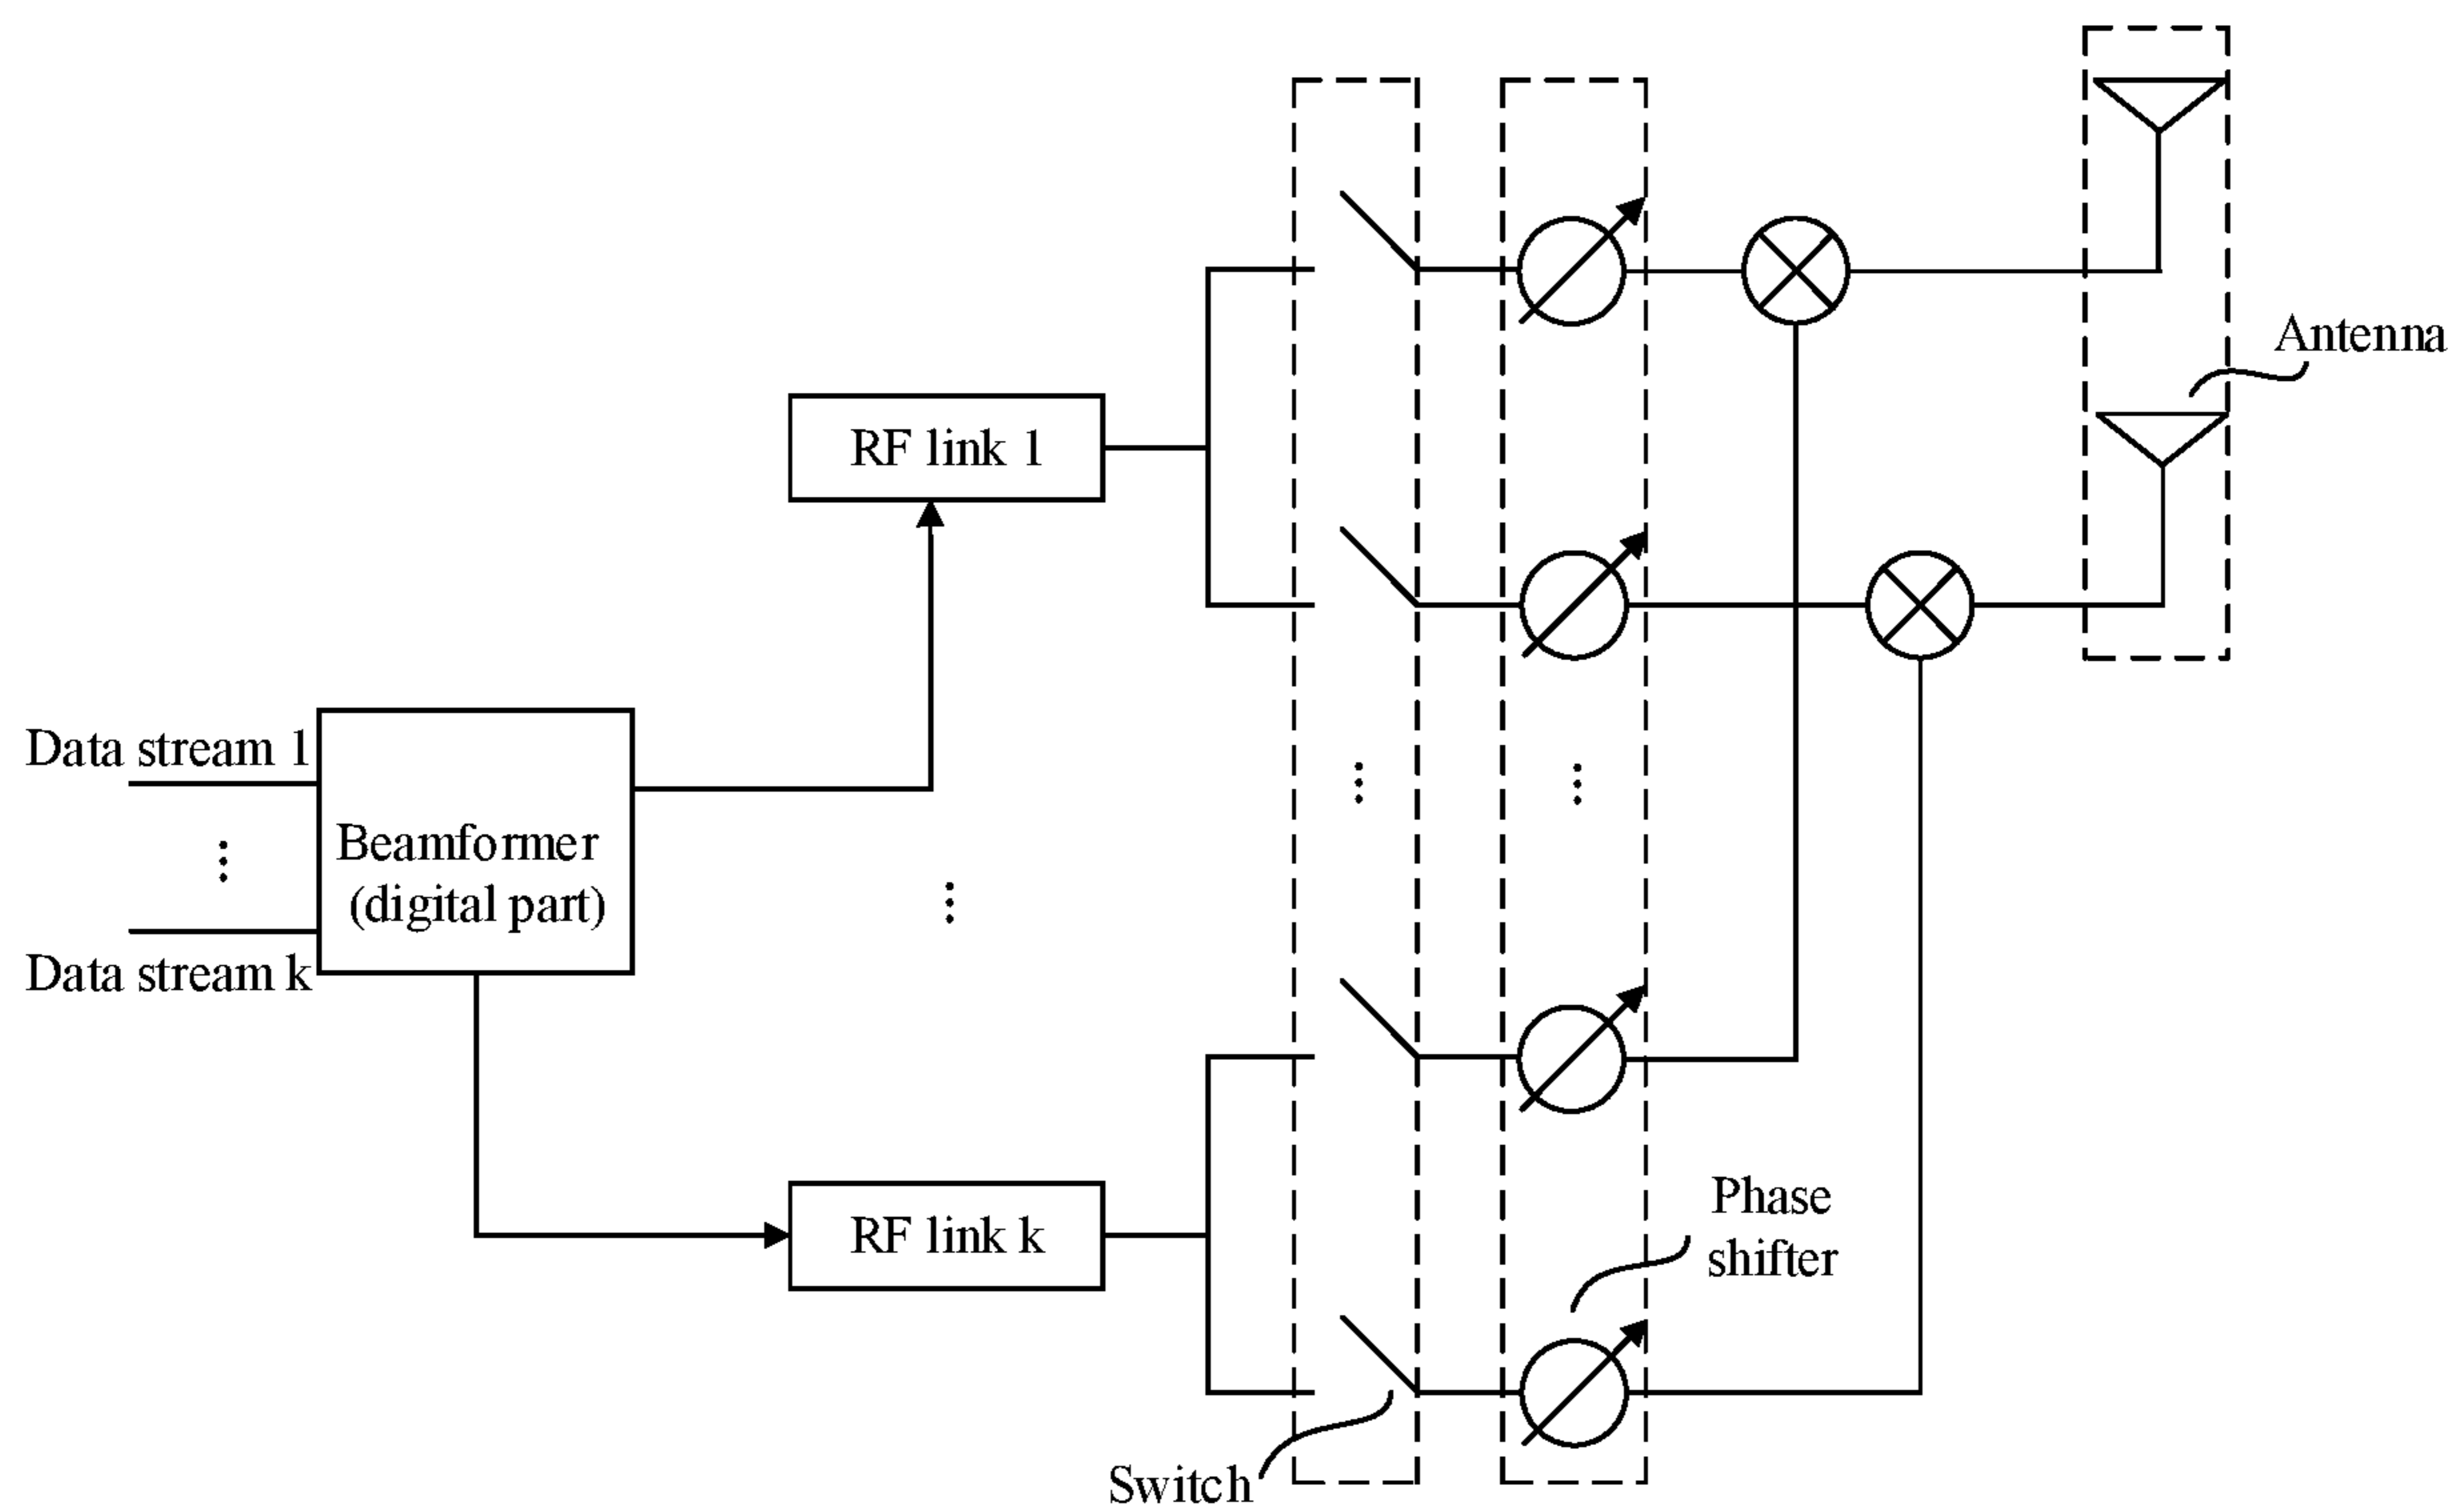 Antenna
RF link 1
Data stream 1
Beamformer
(digital part)
Data stream k
RF link k
Phase
shifter
Switch